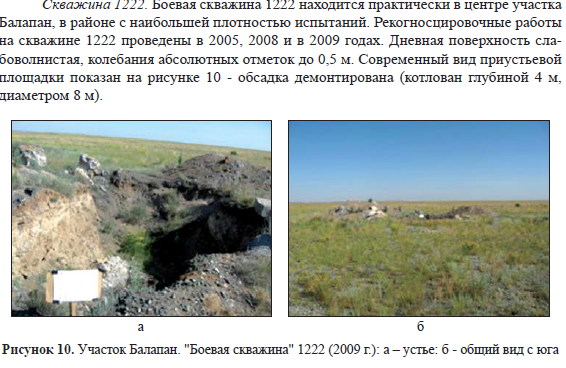 Скважина 1222. Боевая скважина 1222 находится практически в центре участка
Балапан, в районе с наибольшей плотностью испытаний. Рекогносцировочные работы
на скважине 1222 проведены в 2005, 2008 и в 2009 годах. Дневная поверхность сла-
боволнистая, колебания абсолютных отметок до 0,5 м. Современный вид приустьевой
площадки показан на рисунке 10 - обсадка демонтирована (котлован глубиной 4 м,
диаметром 8 м).
а
б
Рисунок 10. Участок Балапан. "Боевая скважина" 1222 (2009 г.): а – устье: б - общий вид с юга